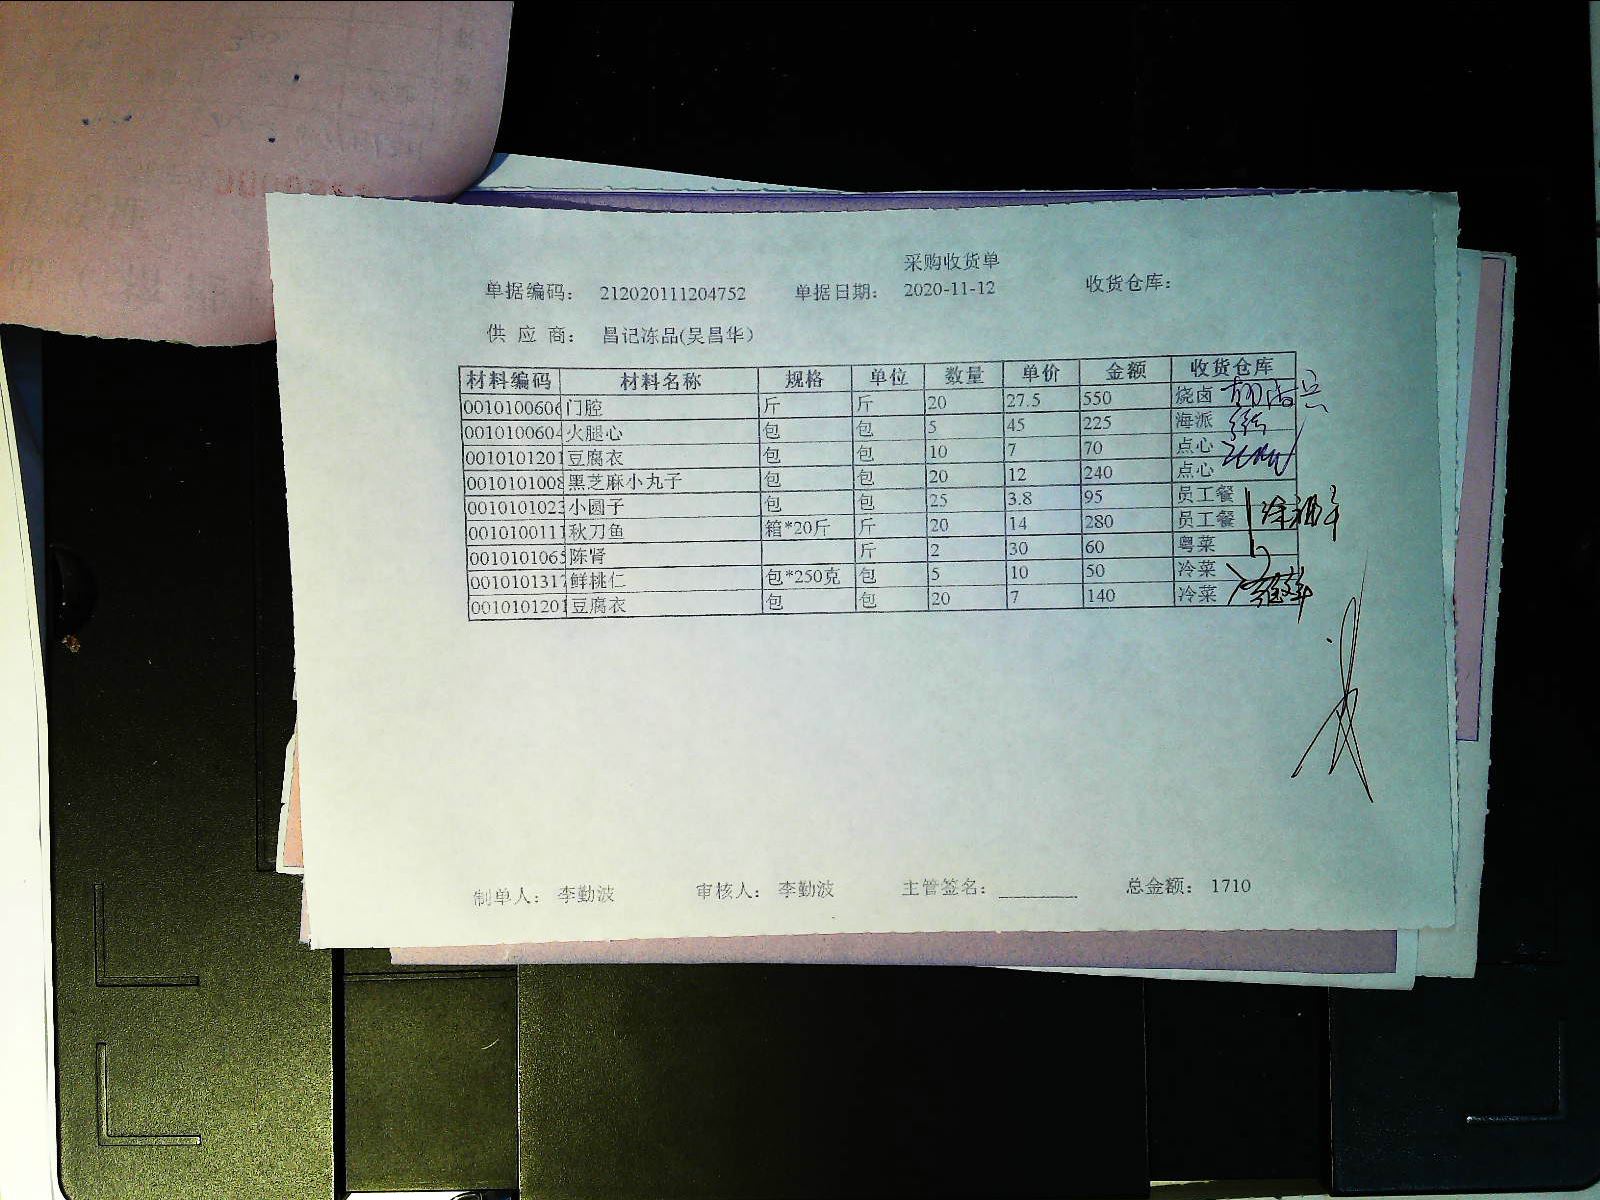 采购收货单
单据编码： 212020111204752 单据日期： 2020-11-12 收货仓库：
供 应 商： 昌记冻品(吴昌华)
材料编码 材料名称 规格 单位 数量 单价 金额 收货仓库
0010100606 门腔 斤 斤 20 27.5 550 烧卤
0010100604 火腿心 包 包 5 45 225 海派
0010101201 豆腐衣 包 包 10 7 70 点心
0010101008 黑芝麻小丸子 包 包 20 12 240 点心
0010101023 小圆子 包 包 25 3.8 95 员工餐
0010100111 秋刀鱼 箱*20斤 斤 20 14 280 员工餐
0010101065 陈肾 斤 2 30 60 粤菜
0010101317 鲜桃仁 包*250克 包 5 10 50 冷菜
0010101201 豆腐衣 包 包 20 7 140 冷菜
制单人： 李勤波 审核人： 李勤波 主管签名： 总金额： 1710